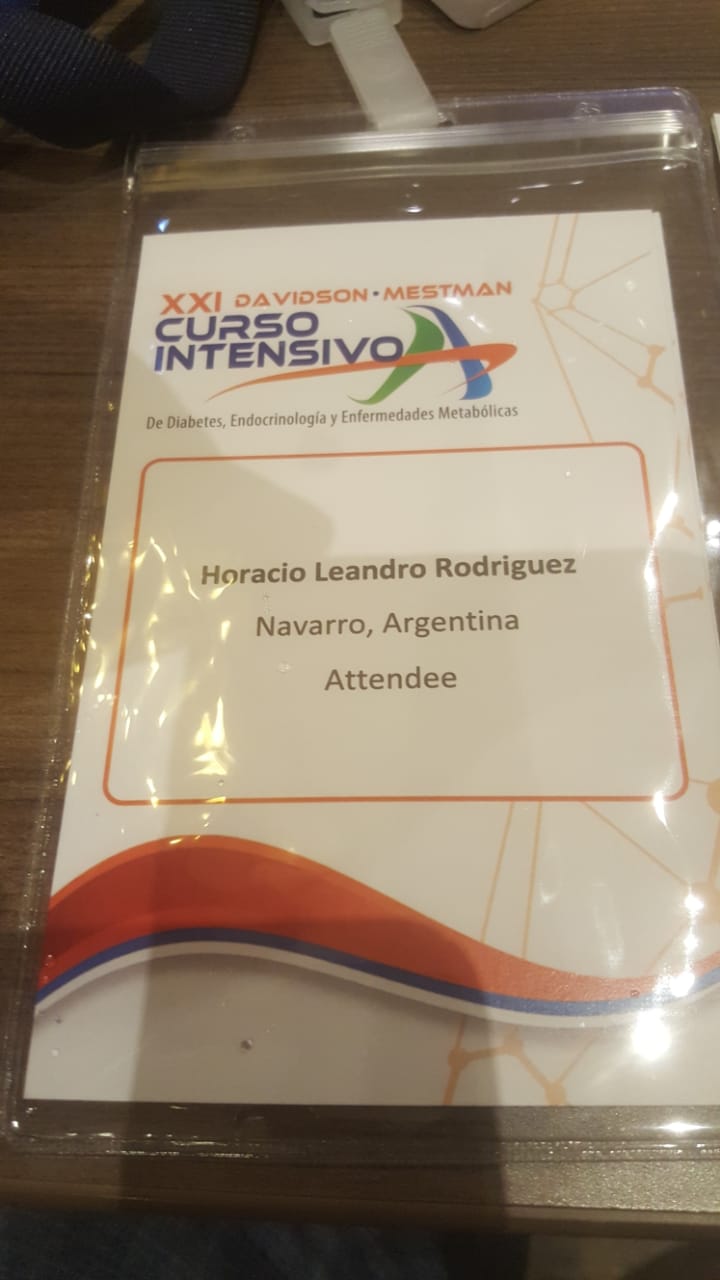 XXI DAVIDSON • MESTMAN
CURSO
INTENSIVO
De Diabetes, Endocrinología y Enfermedades Metabólicas
Horacio Leandro Rodriguez
Navarro, Argentina
Attendee